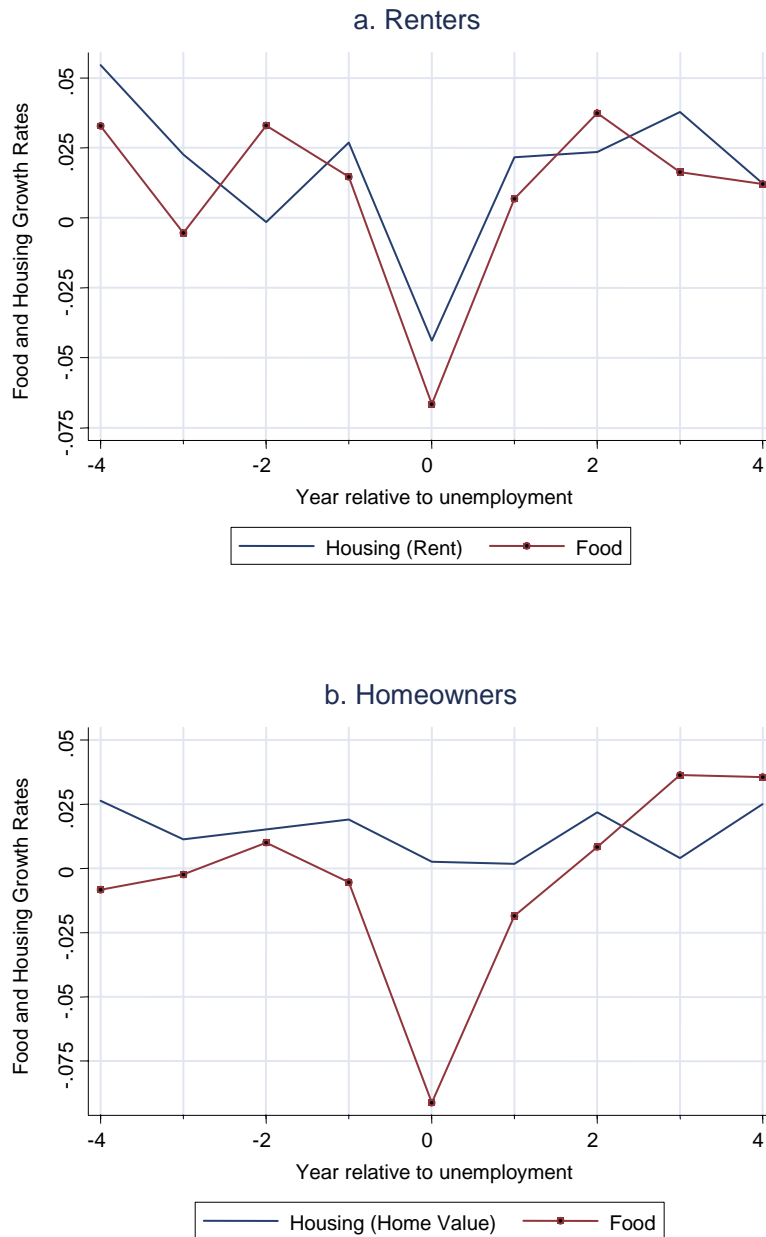 a. Renters
Food and Housing Growth Rates
.05
.025
0
-.025
-.05
-.075
-4
-2
0
2
4
Year relative to unemployment
Housing (Rent)
Food
b. Homeowners
Food and Housing Growth Rates
.05
.025
0
-.025
-.05
-.075
-4
-2
0
2
4
Year relative to unemployment
Housing (Home Value)
Food